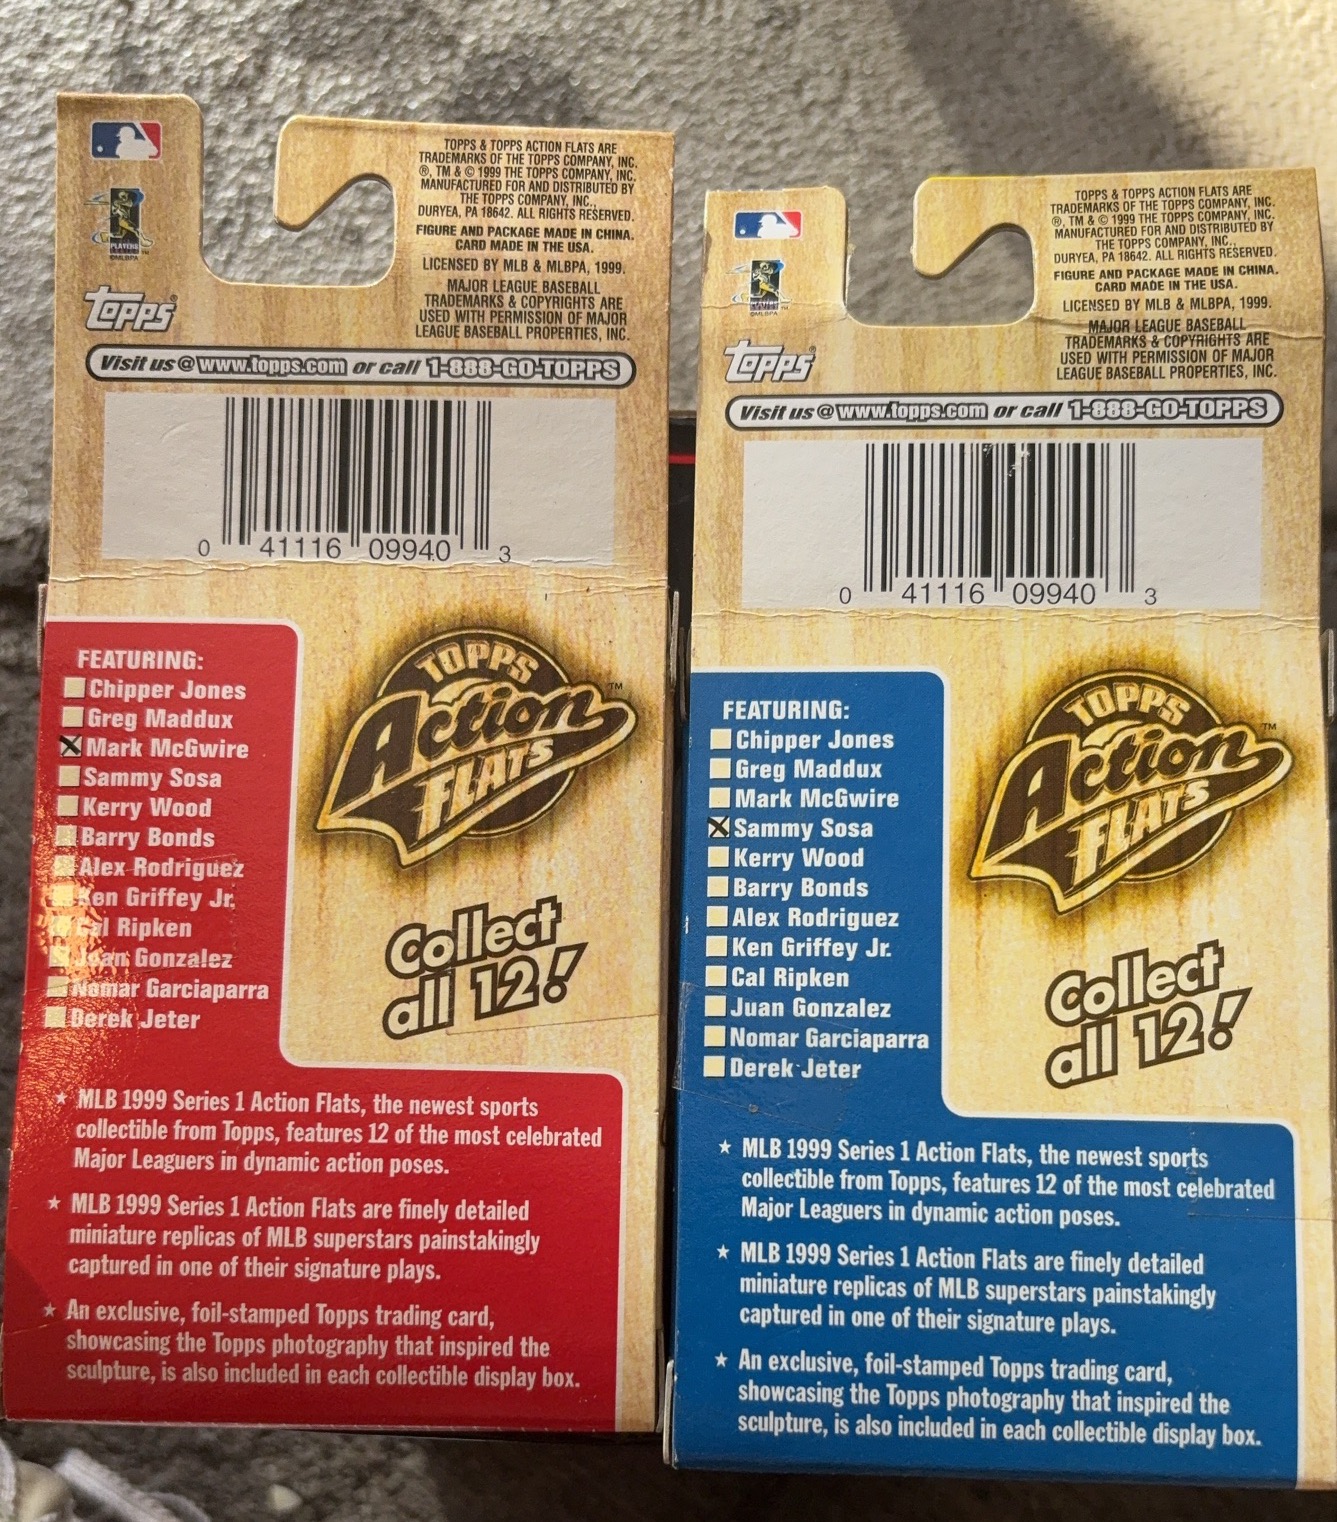 TOPPS & TOPPS ACTION FLATS ARE
TRADEMARKS OF THE TOPPS COMPANY, INC.
®, TM & © 1999 THE TOPPS COMPANY, INC.
MANUFACTURED FOR AND DISTRIBUTED BY
THE TOPPS COMPANY, INC.,
DURYEA, PA 18642. ALL RIGHTS RESERVED.
FIGURE AND PACKAGE MADE IN CHINA.
CARD MADE IN THE USA.
LICENSED BY MLB & MLBPA, 1999.
MAJOR LEAGUE BASEBALL
TRADEMARKS & COPYRIGHTS ARE
USED WITH PERMISSION OF MAJOR
LEAGUE BASEBALL PROPERTIES, INC.
PLAYERS
©MLBPA
TOPPS®
Visit us @ www.topps.com or call 1-888-GO-TOPPS
0 41116 09940 3
FEATURING:
Chipper Jones
Greg Maddux
Mark McGwire
Sammy Sosa
Kerry Wood
Barry Bonds
Alex Rodriguez
Ken Griffey Jr.
Cal Ripken
Juan Gonzalez
Nomar Garciaparra
Derek Jeter
TOPPS
Action™
FLATS
Collect
all 12!
★ MLB 1999 Series 1 Action Flats, the newest sports
collectible from Topps, features 12 of the most celebrated
Major Leaguers in dynamic action poses.
★ MLB 1999 Series 1 Action Flats are finely detailed
miniature replicas of MLB superstars painstakingly
captured in one of their signature plays.
★ An exclusive, foil-stamped Topps trading card,
showcasing the Topps photography that inspired the
sculpture, is also included in each collectible display box.
TOPPS & TOPPS ACTION FLATS ARE
TRADEMARKS OF THE TOPPS COMPANY, INC.
®, TM & © 1999 THE TOPPS COMPANY, INC.
MANUFACTURED FOR AND DISTRIBUTED BY
THE TOPPS COMPANY, INC.,
DURYEA, PA 18642. ALL RIGHTS RESERVED.
FIGURE AND PACKAGE MADE IN CHINA.
CARD MADE IN THE USA.
LICENSED BY MLB & MLBPA, 1999.
MAJOR LEAGUE BASEBALL
TRADEMARKS & COPYRIGHTS ARE
USED WITH PERMISSION OF MAJOR
LEAGUE BASEBALL PROPERTIES, INC.
©MLBPA
TOPPS®
Visit us @ www.topps.com or call 1-888-GO-TOPPS
0 41116 09940 3
FEATURING:
Chipper Jones
Greg Maddux
Mark McGwire
Sammy Sosa
Kerry Wood
Barry Bonds
Alex Rodriguez
Ken Griffey Jr.
Cal Ripken
Juan Gonzalez
Nomar Garciaparra
Derek Jeter
TOPPS
Action™
FLATS
Collect
all 12!
★ MLB 1999 Series 1 Action Flats, the newest sports
collectible from Topps, features 12 of the most celebrated
Major Leaguers in dynamic action poses.
★ MLB 1999 Series 1 Action Flats are finely detailed
miniature replicas of MLB superstars painstakingly
captured in one of their signature plays.
★ An exclusive, foil-stamped Topps trading card,
showcasing the Topps photography that inspired the
sculpture, is also included in each collectible display box.